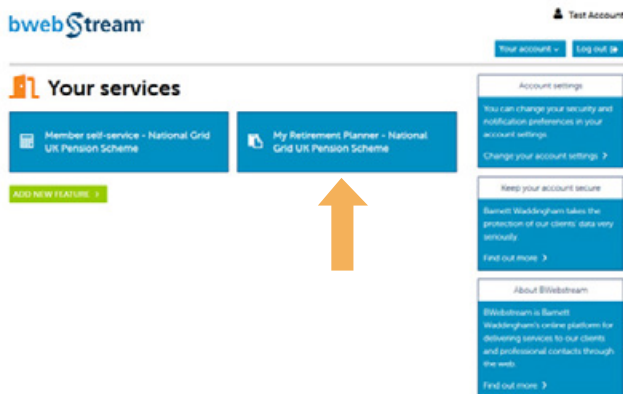 bwebstream
Test Account
Your account
Log out
Your services
Member self-service - National Grid
UK Pension Scheme
My Retirement Planner - National
Grid UK Pension Scheme
ADD NEW FEATURE
Account settings
You can change your security and
notification preferences in your
account settings.
Change your account settings
Keep your account secure
Barnett Waddingham takes the
protection of our clients' data very
seriously.
Find out more
About BWebstream
BWebstream is Barnett
Waddingham's online platform for
delivering services to our clients
and professional contacts through
the web.
Find out more